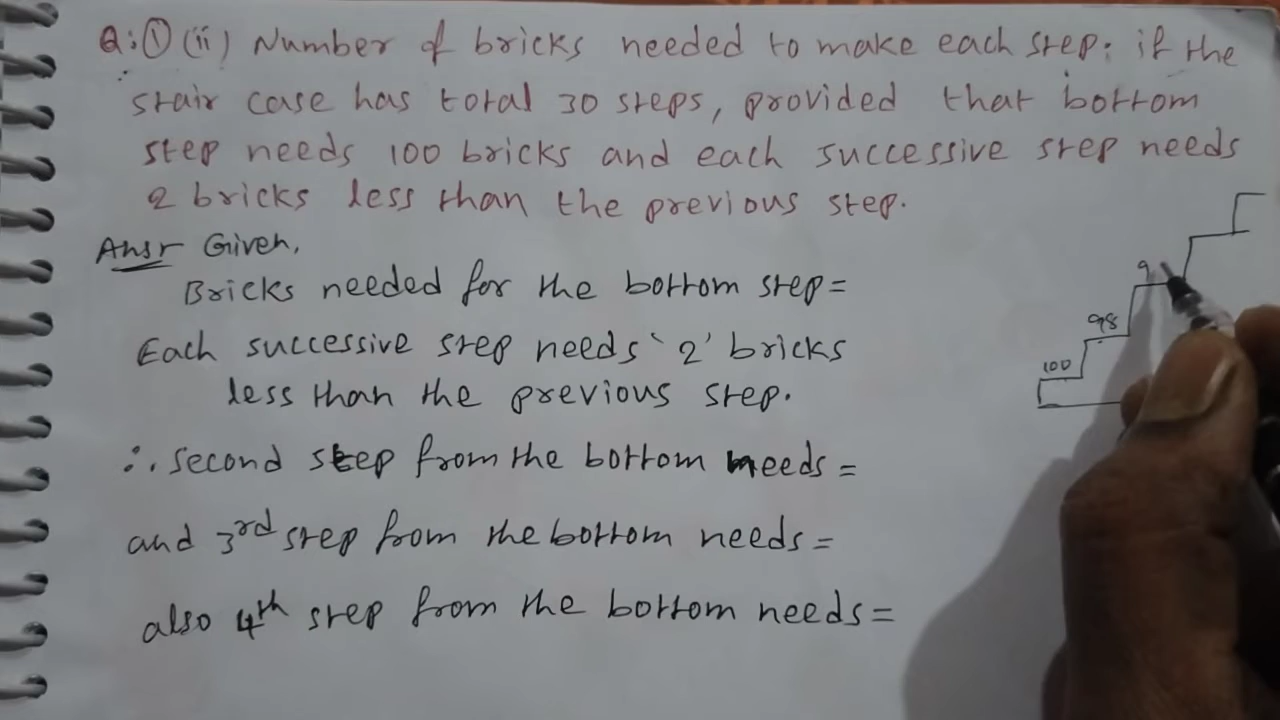 Q:① (ii) Number of bricks needed to make each step: if the
stair case has total 30 steps, provided that bottom
step needs 100 bricks and each successive step needs
2 bricks less than the previous step.
Ansr Given,
Bricks needed for the bottom step =
Each successive step needs '2' bricks
less than the previous step.
∴ second step from the bottom needs =
and 3rd step from the bottom needs =
also 4th step from the bottom needs =
9
98
100